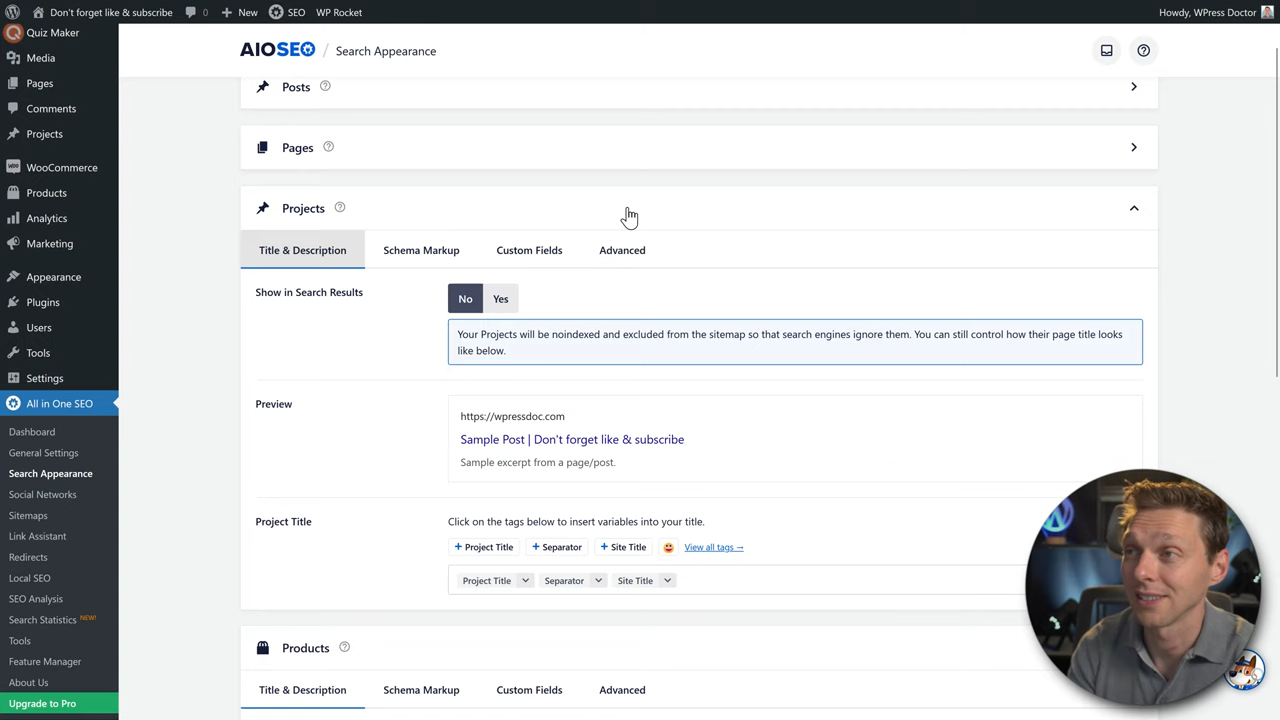 Don't forget like & subscribe
0
New
SEO
WP Rocket
Howdy, WPress Doctor
Quiz Maker
Media
Pages
Comments
Projects
WooCommerce
Products
Analytics
Marketing
Appearance
Plugins
Users
Tools
Settings
All in One SEO
Dashboard
General Settings
Search Appearance
Social Networks
Sitemaps
Link Assistant
Redirects
Local SEO
SEO Analysis
Search Statistics NEW!
Tools
Feature Manager
About Us
Upgrade to Pro
AIOSEO / Search Appearance
Posts
Pages
Projects
Title & Description
Schema Markup
Custom Fields
Advanced
Show in Search Results
No
Yes
Your Projects will be noindexed and excluded from the sitemap so that search engines ignore them. You can still control how their page title looks
like below.
Preview
https://wpressdoc.com
Sample Post | Don't forget like & subscribe
Sample excerpt from a page/post.
Project Title
Click on the tags below to insert variables into your title.
+ Project Title
+ Separator
+ Site Title
View all tags →
Project Title
Separator
Site Title
Products
Title & Description
Schema Markup
Custom Fields
Advanced